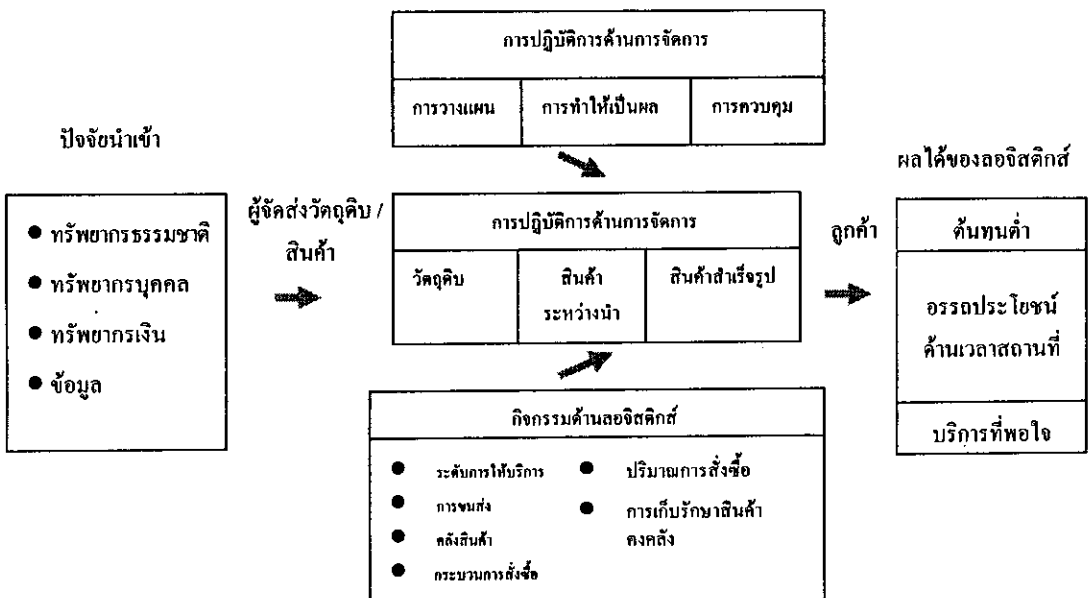 การปฏิบัติการด้านการจัดการ
การวางแผน
การทำให้เป็นผล
การควบคุม
ปัจจัยนำเข้า
ทรัพยากรธรรมชาติ
ทรัพยากรบุคคล
ทรัพยากรเงิน
ข้อมูล
ผู้จัดส่งวัตถุดิบ /
สินค้า
การปฏิบัติการด้านการจัดการ
วัตถุดิบ
สินค้า
ระหว่างนำ
สินค้าสำเร็จรูป
ลูกค้า
ผลได้ของลอจิสติกส์
ต้นทุนต่ำ
อรรถประโยชน์
ด้านเวลาสถานที่
บริการที่พอใจ
กิจกรรมด้านลอจิสติกส์
ระดับการให้บริการ
การขนส่ง
คลังสินค้า
กระบวนการสั่งซื้อ
ปริมาณการสั่งซื้อ
การเก็บรักษาสินค้า
คงคลัง